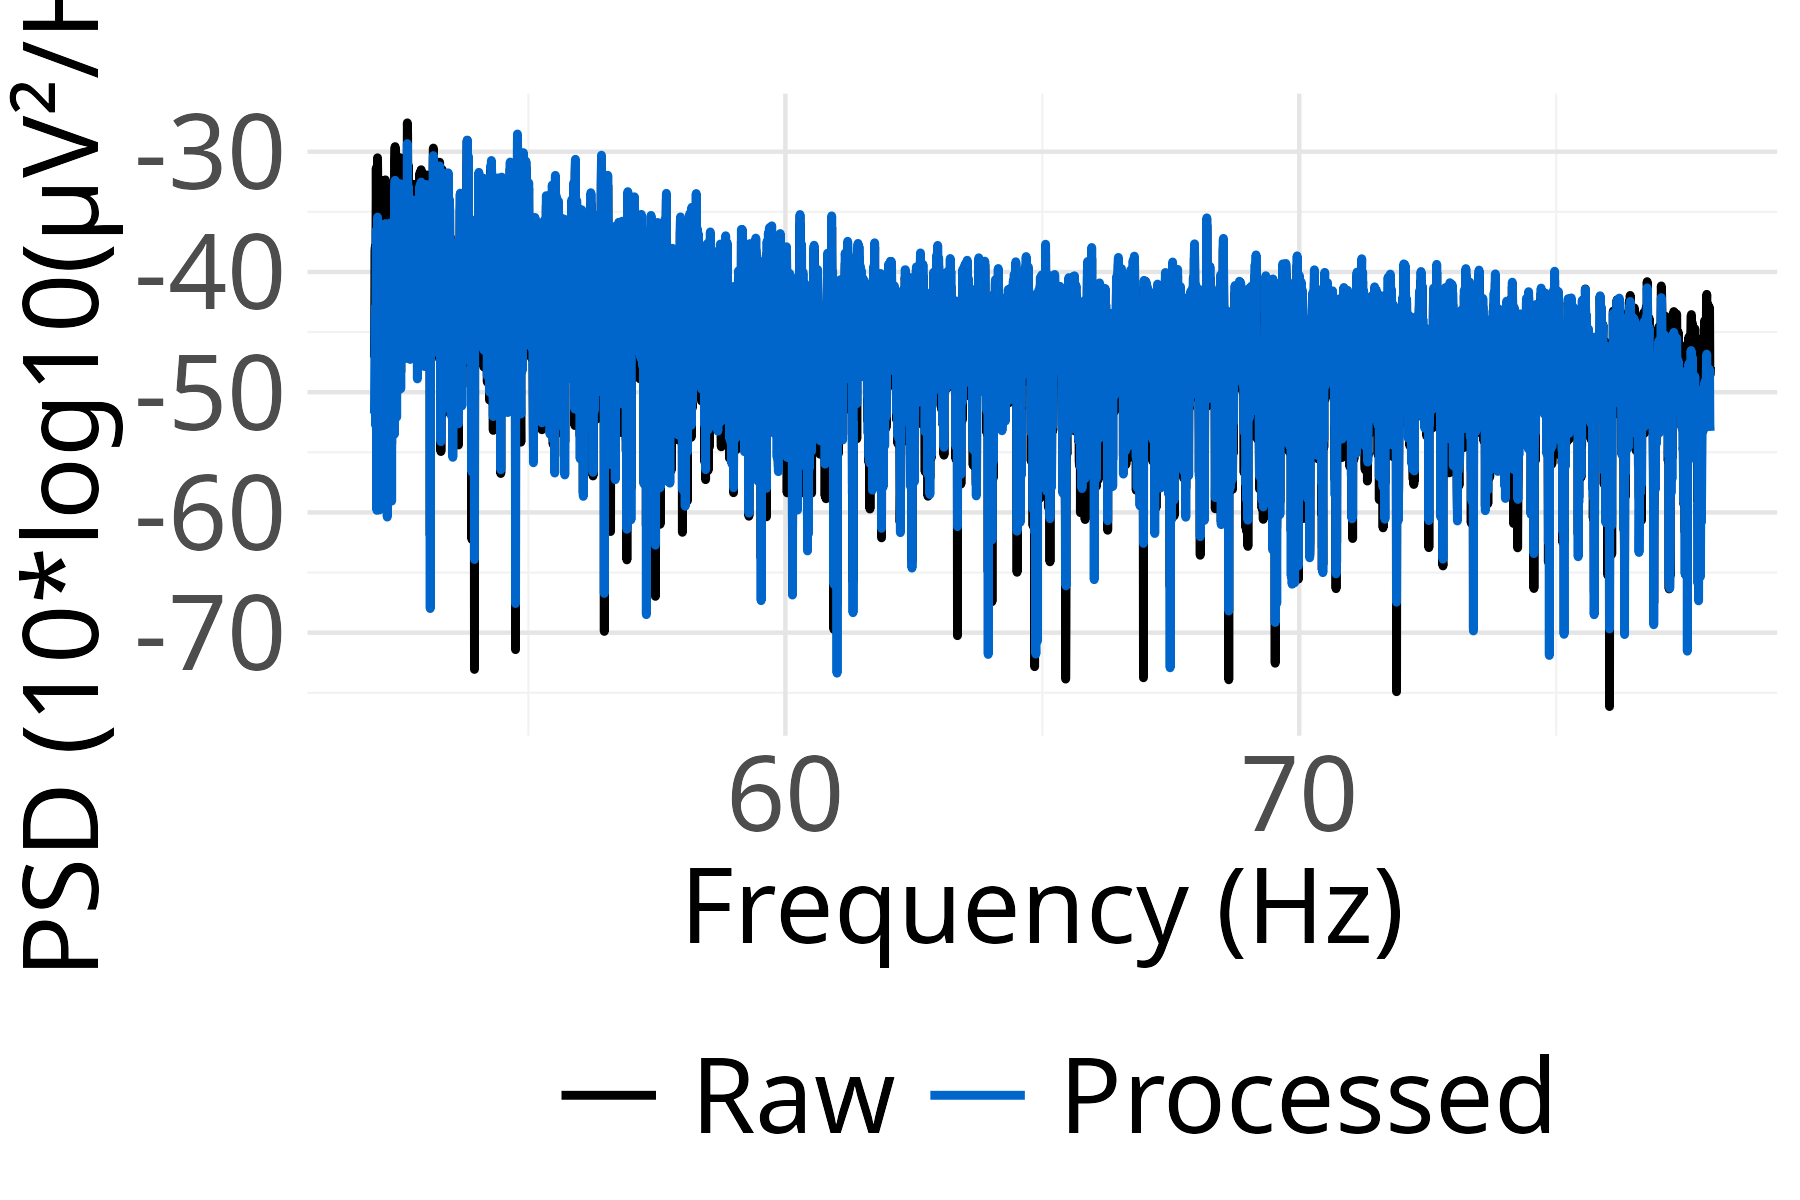 PSD (10*log10(µV²/H
-30
-40
-50
-60
-70
60 70
Frequency (Hz)
Raw Processed